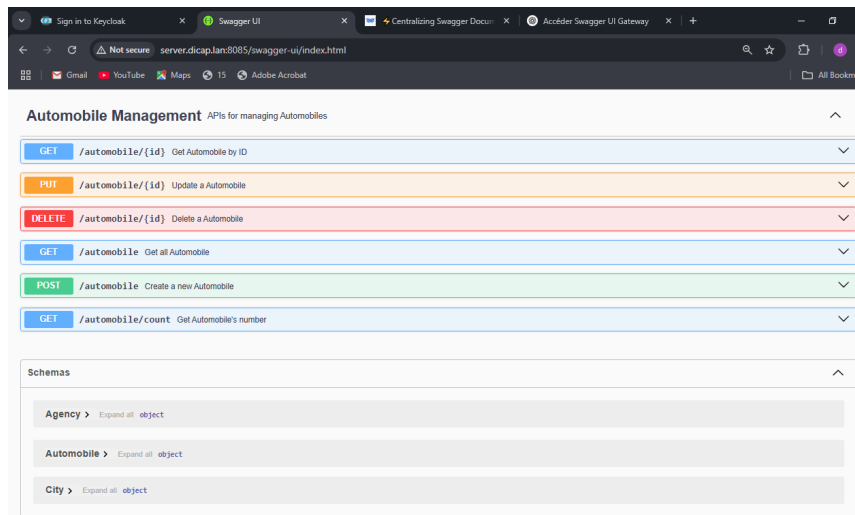 Sign in to Keycloak
Swagger UI
Centralizing Swagger Docum
Accéder Swagger UI Gateway
Not secure server.dicap.lan:8085/swagger-ui/index.html
d
Gmail YouTube Maps 15 Adobe Acrobat All Bookm
Automobile Management APIs for managing Automobiles
GET /automobile/{id} Get Automobile by ID
PUT /automobile/{id} Update a Automobile
DELETE /automobile/{id} Delete a Automobile
GET /automobile Get all Automobile
POST /automobile Create a new Automobile
GET /automobile/count Get Automobile's number
Schemas
Agency Expand all object
Automobile Expand all object
City Expand all object